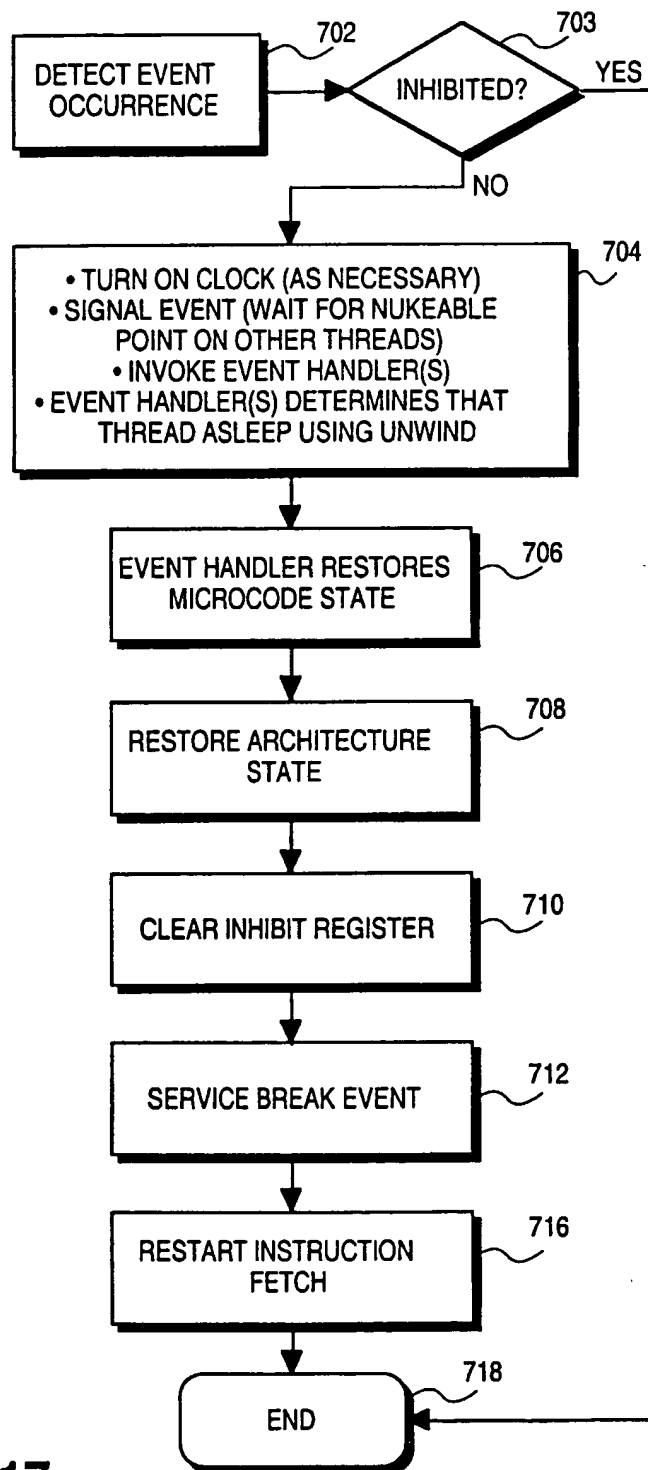 702
703
DETECT EVENT
OCCURRENCE
INHIBITED?
YES
NO
704
• TURN ON CLOCK (AS NECESSARY)
• SIGNAL EVENT (WAIT FOR NUKEABLE
POINT ON OTHER THREADS)
• INVOKE EVENT HANDLER(S)
• EVENT HANDLER(S) DETERMINES THAT
THREAD ASLEEP USING UNWIND
706
EVENT HANDLER RESTORES
MICROCODE STATE
708
RESTORE ARCHITECTURE
STATE
710
CLEAR INHIBIT REGISTER
712
SERVICE BREAK EVENT
716
RESTART INSTRUCTION
FETCH
718
END